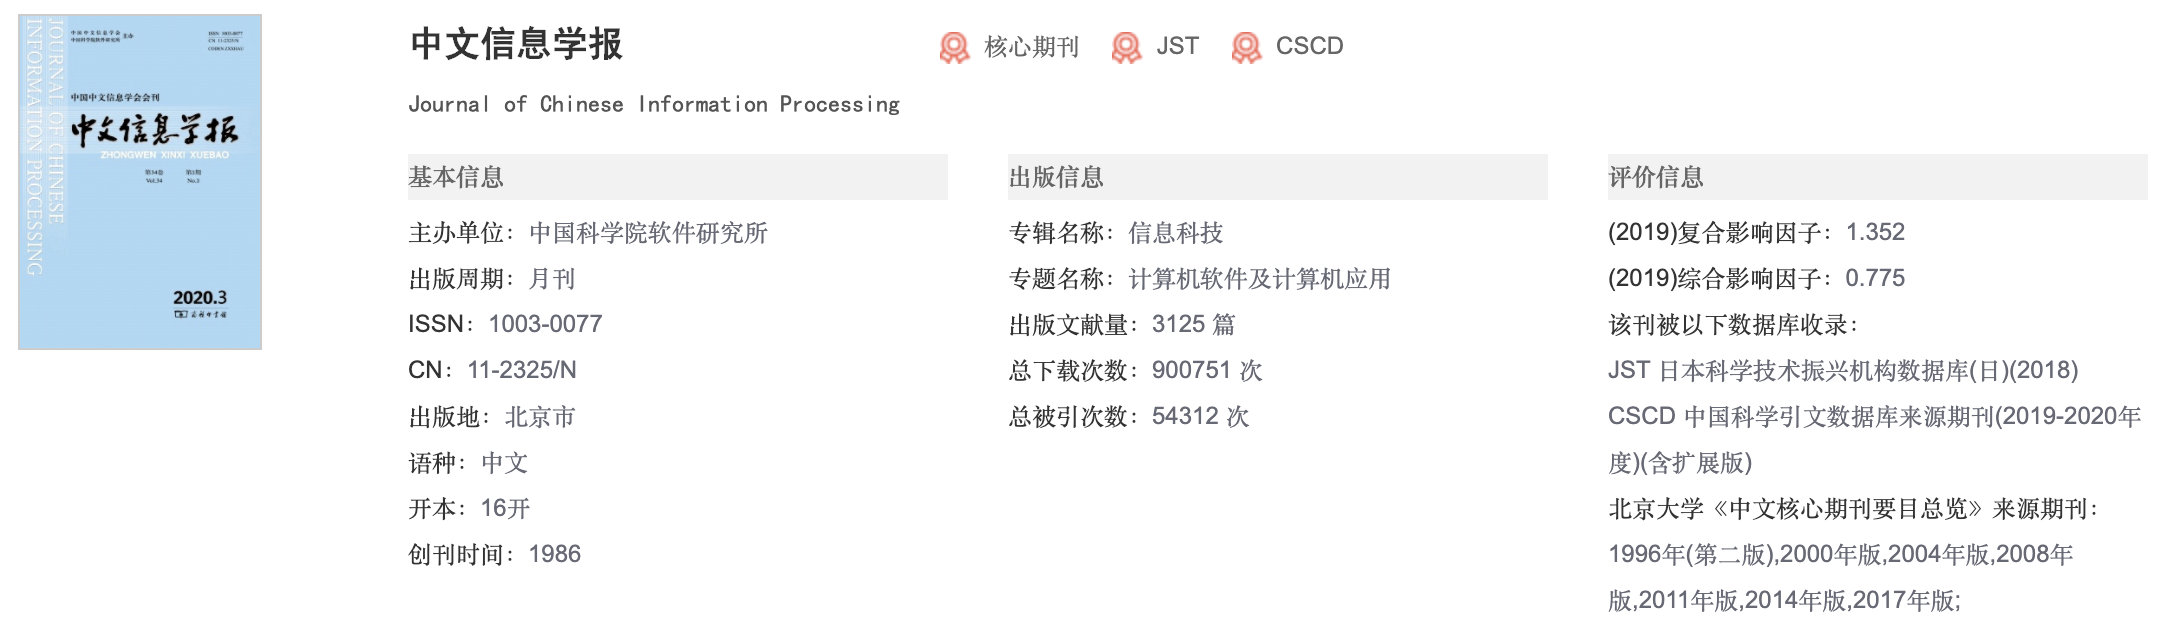 JOURNAL OF CHINESE
INFORMATION PROCESSING
中国中文信息学会
中国科学院软件研究所
主办
ISSN 1003-0077
CN 11-2325/N
CODEN ZXXUAU
中国中文信息学会会刊
中文信息学报
ZHONGWEN XINXI XUEBAO
第34卷 第3期
Vol.34 No.3
2020.3
商务印书馆
中文信息学报
核心期刊
JST
CSCD
Journal of Chinese Information Processing
基本信息
主办单位：中国科学院软件研究所
出版周期：月刊
ISSN：1003-0077
CN：11-2325/N
出版地：北京市
语种：中文
开本：16开
创刊时间：1986
出版信息
专辑名称：信息科技
专题名称：计算机软件及计算机应用
出版文献量：3125 篇
总下载次数：900751 次
总被引次数：54312 次
评价信息
(2019)复合影响因子：1.352
(2019)综合影响因子：0.775
该刊被以下数据库收录：
JST 日本科学技术振兴机构数据库(日)(2018)
CSCD 中国科学引文数据库来源期刊(2019-2020年
度)(含扩展版)
北京大学《中文核心期刊要目总览》来源期刊：
1996年(第二版),2000年版,2004年版,2008年
版,2011年版,2014年版,2017年版;